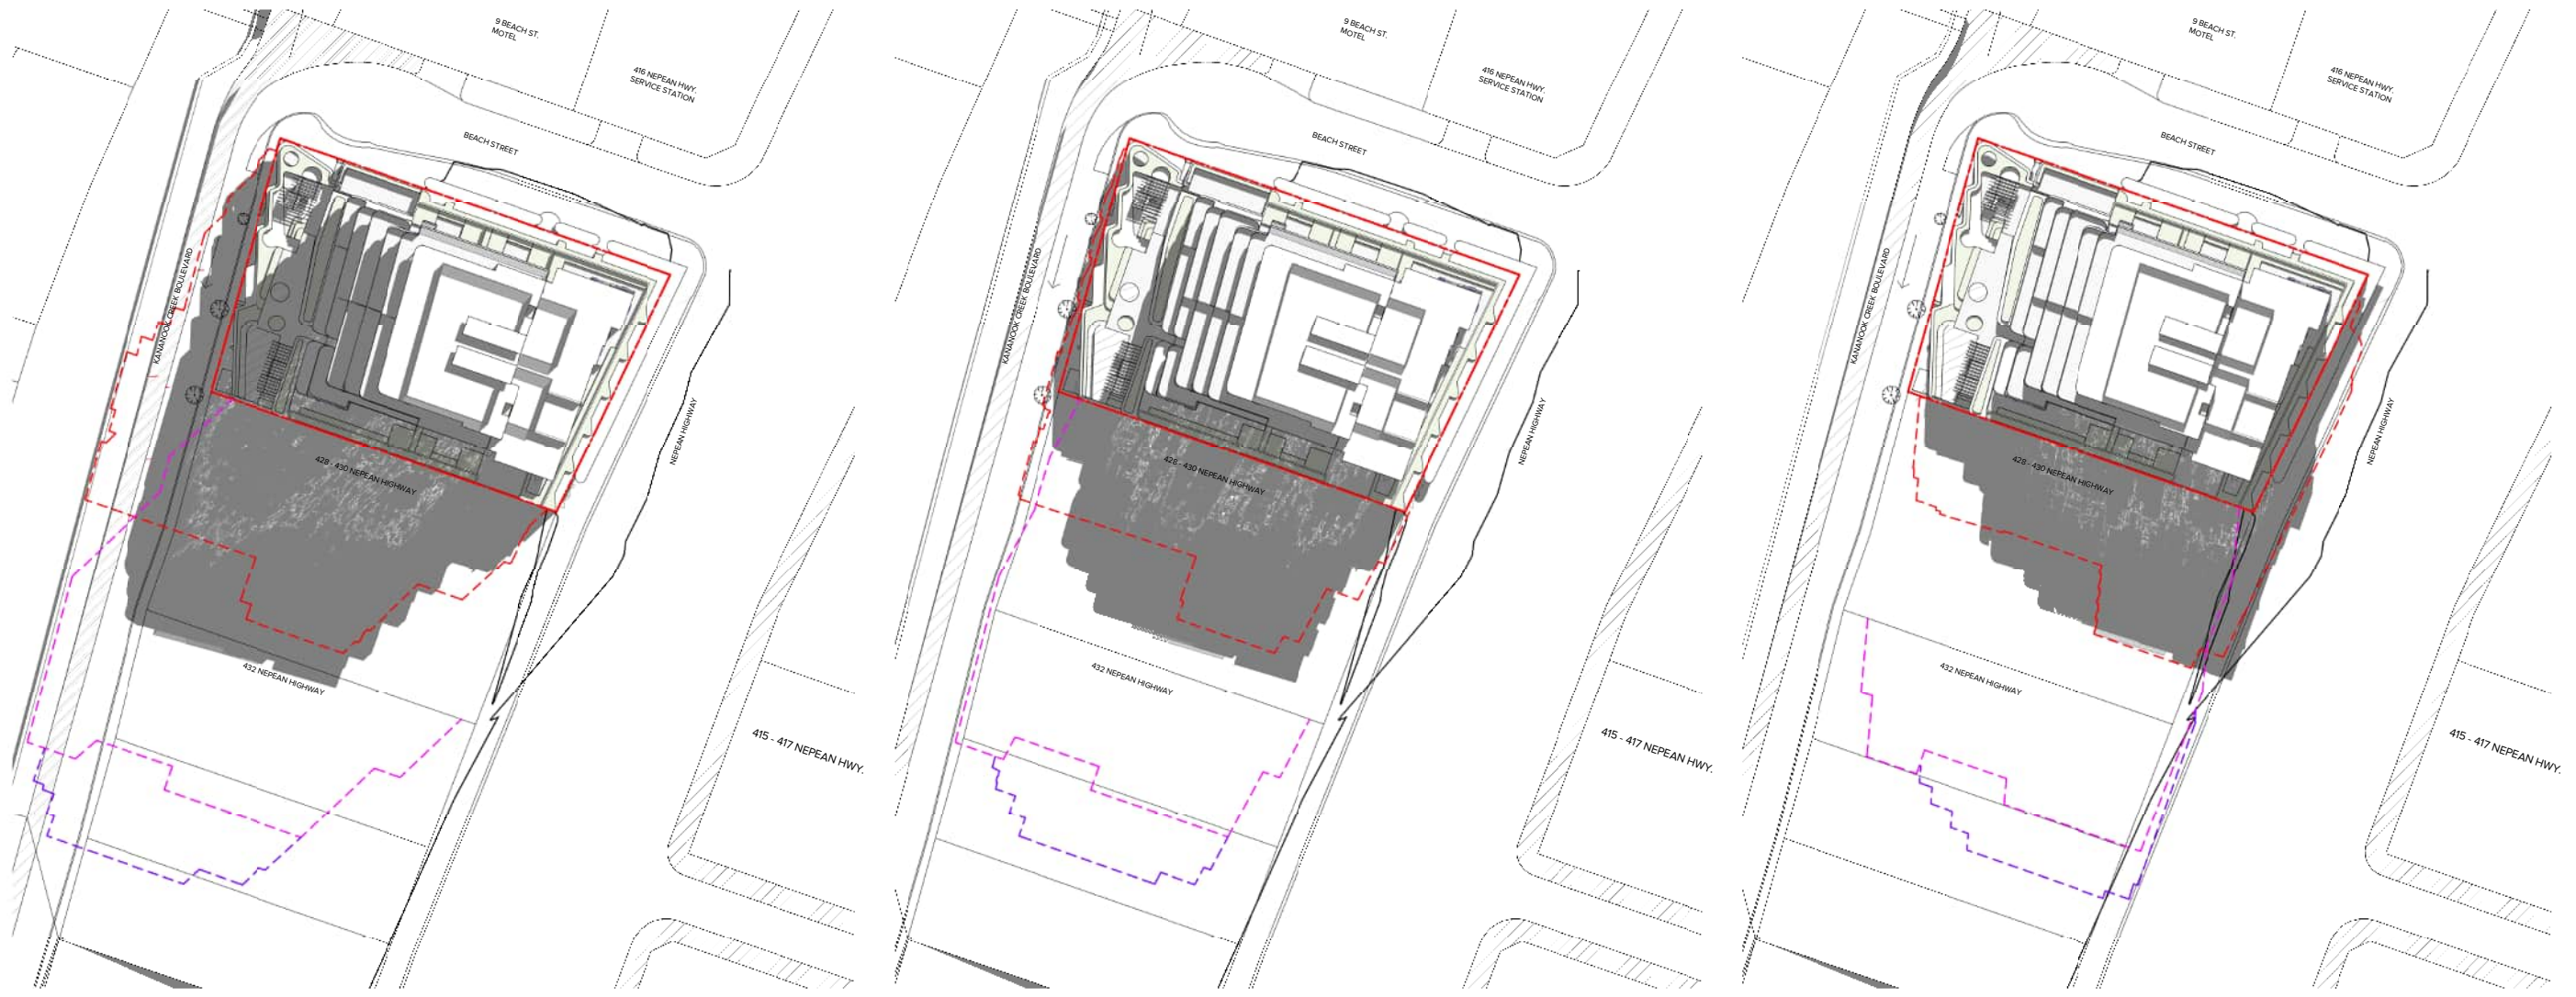 9 BEACH ST.
MOTEL
416 NEPEAN HWY.
SERVICE STATION
BEACH STREET
KANANOOK CREEK BOULEVARD
NEPEAN HIGHWAY
428 - 430 NEPEAN HIGHWAY
432 NEPEAN HIGHWAY
415 - 417 NEPEAN HWY.
9 BEACH ST.
MOTEL
416 NEPEAN HWY.
SERVICE STATION
BEACH STREET
KANANOOK CREEK BOULEVARD
NEPEAN HIGHWAY
428 - 430 NEPEAN HIGHWAY
432 NEPEAN HIGHWAY
415 - 417 NEPEAN HWY.
9 BEACH ST.
MOTEL
416 NEPEAN HWY.
SERVICE STATION
BEACH STREET
KANANOOK CREEK BOULEVARD
NEPEAN HIGHWAY
428 - 430 NEPEAN HIGHWAY
432 NEPEAN HIGHWAY
415 - 417 NEPEAN HWY.